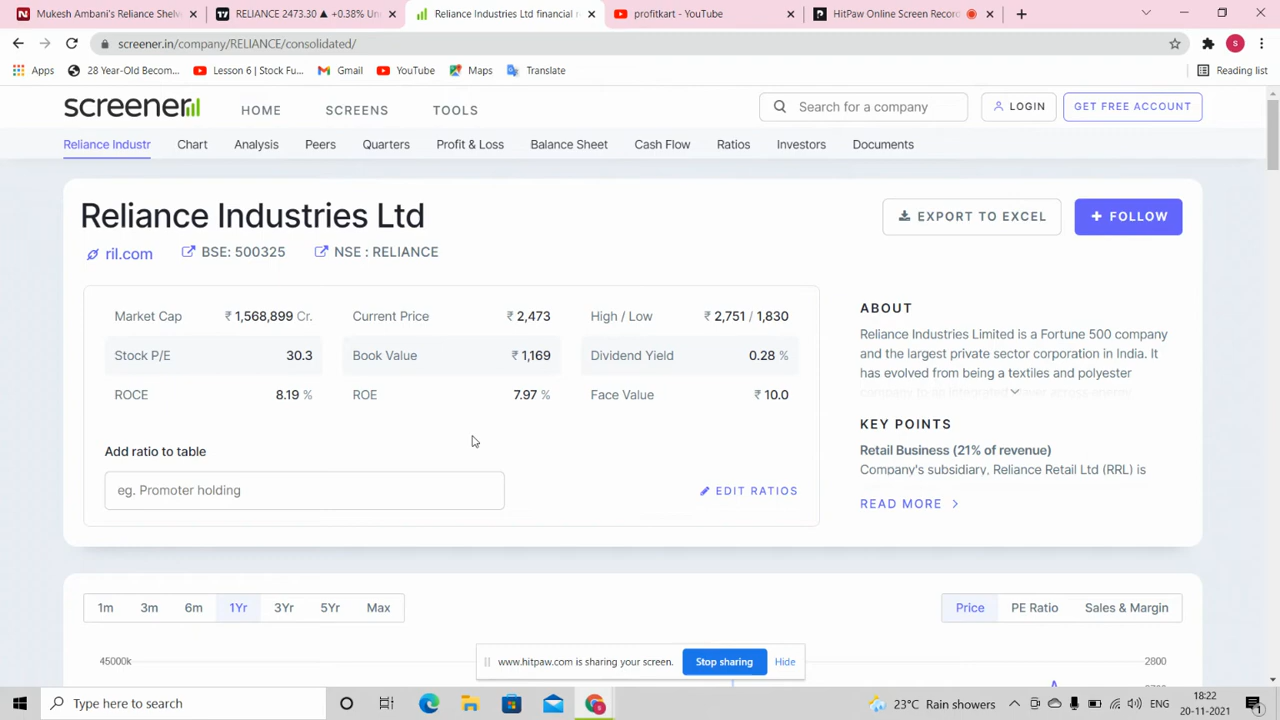 Mukesh Ambani's Reliance Shelv
RELIANCE 2473.30 ▲ +0.38% Un
Reliance Industries Ltd financial r
profitkart - YouTube
HitPaw Online Screen Record
screener.in/company/RELIANCE/consolidated/
Apps
28 Year-Old Becom...
Lesson 6 | Stock Fu...
Gmail
YouTube
Maps
Translate
Reading list
screener
HOME
SCREENS
TOOLS
Search for a company
LOGIN
GET FREE ACCOUNT
Reliance Industr
Chart
Analysis
Peers
Quarters
Profit & Loss
Balance Sheet
Cash Flow
Ratios
Investors
Documents
Reliance Industries Ltd
EXPORT TO EXCEL
+ FOLLOW
ril.com
BSE: 500325
NSE : RELIANCE
Market Cap ₹ 1,568,899 Cr.
Current Price ₹ 2,473
High / Low ₹ 2,751 / 1,830
Stock P/E 30.3
Book Value ₹ 1,169
Dividend Yield 0.28 %
ROCE 8.19 %
ROE 7.97 %
Face Value ₹ 10.0
Add ratio to table
eg. Promoter holding
EDIT RATIOS
ABOUT
Reliance Industries Limited is a Fortune 500 company
and the largest private sector corporation in India. It
has evolved from being a textiles and polyester
KEY POINTS
Retail Business (21% of revenue)
Company's subsidiary, Reliance Retail Ltd (RRL) is
READ MORE
1m
3m
6m
1Yr
3Yr
5Yr
Max
Price
PE Ratio
Sales & Margin
45000k
2800
www.hitpaw.com is sharing your screen.
Stop sharing
Hide
Type here to search
23°C Rain showers
ENG
18:22
20-11-2021